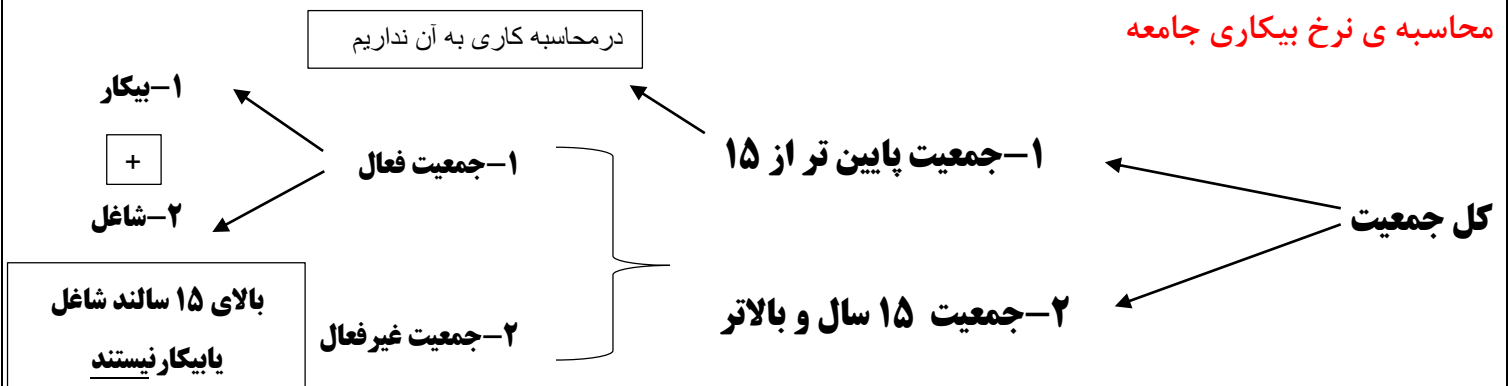 محاسبه ی نرخ بیکاری جامعه
درمحاسبه کاری به آن نداریم
کل جمعیت
۱-جمعیت پایین تر از ۱۵
۲-جمعیت ۱۵ سال و بالاتر
۱-جمعیت فعال
۲-جمعیت غیرفعال
۱-بیکار
+
۲-شاغل
بالای ۱۵ سالند شاغل
یابیکارنیستند